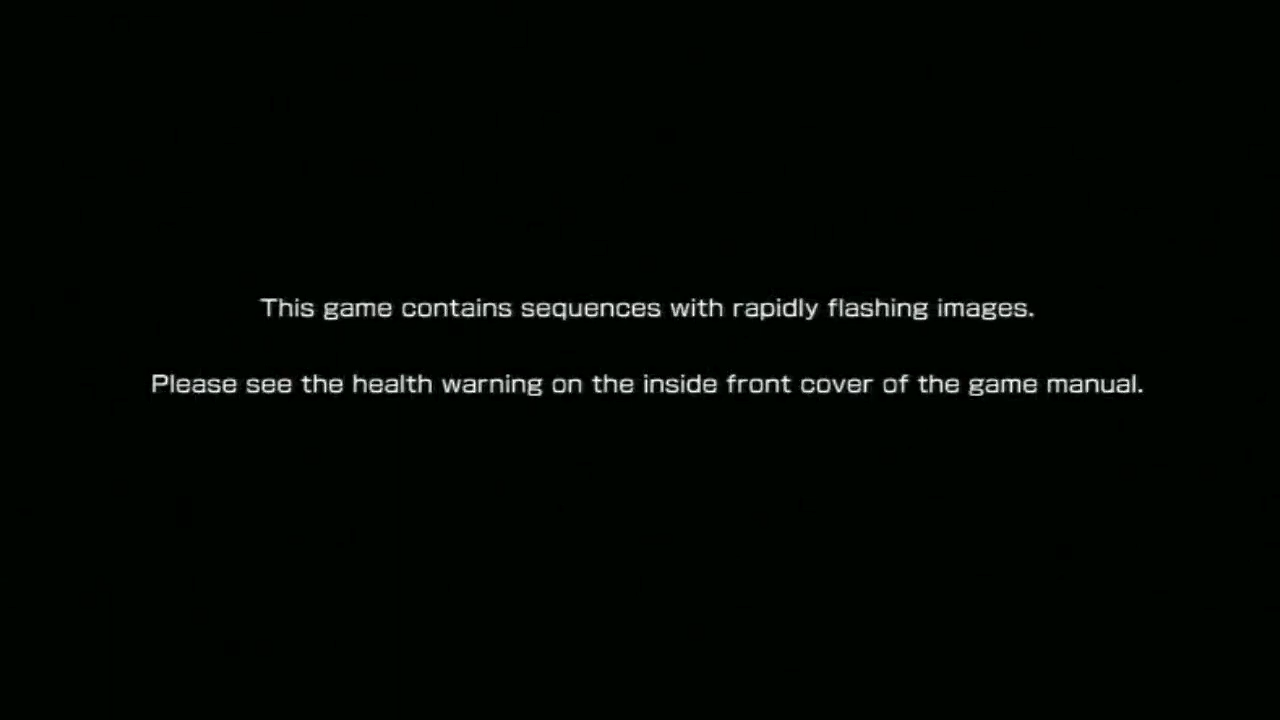 This game contains sequences with rapidly flashing images.
Please see the health warning on the inside front cover of the game manual.